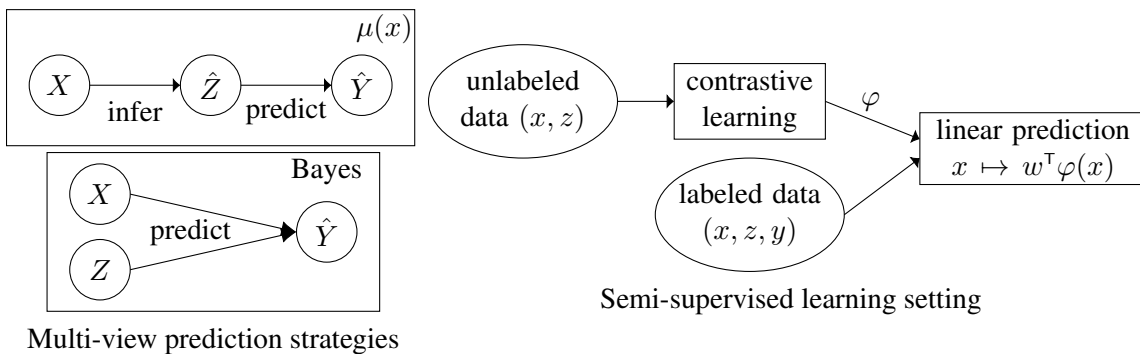 μ(x)
X
infer
Ẑ
predict
Ŷ
Bayes
X
Z
predict
Ŷ
Multi-view prediction strategies
unlabeled
data (x, z)
contrastive
learning
φ
linear prediction
x ↦ w⊤φ(x)
labeled data
(x, z, y)
Semi-supervised learning setting